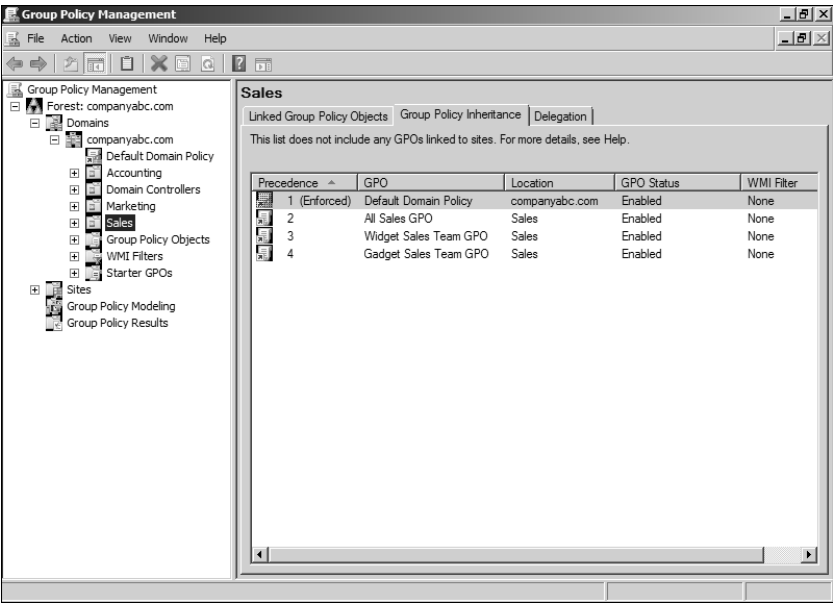 Group Policy Management
File Action View Window Help
Group Policy Management
Forest: companyabc.com
Domains
companyabc.com
Default Domain Policy
Accounting
Domain Controllers
Marketing
Sales
Group Policy Objects
WMI Filters
Starter GPOs
Sites
Group Policy Modeling
Group Policy Results
Sales
Linked Group Policy Objects Group Policy Inheritance Delegation
This list does not include any GPOs linked to sites. For more details, see Help.
Precedence GPO Location GPO Status WMI Filter
1 (Enforced) Default Domain Policy companyabc.com Enabled None
2 All Sales GPO Sales Enabled None
3 Widget Sales Team GPO Sales Enabled None
4 Gadget Sales Team GPO Sales Enabled None